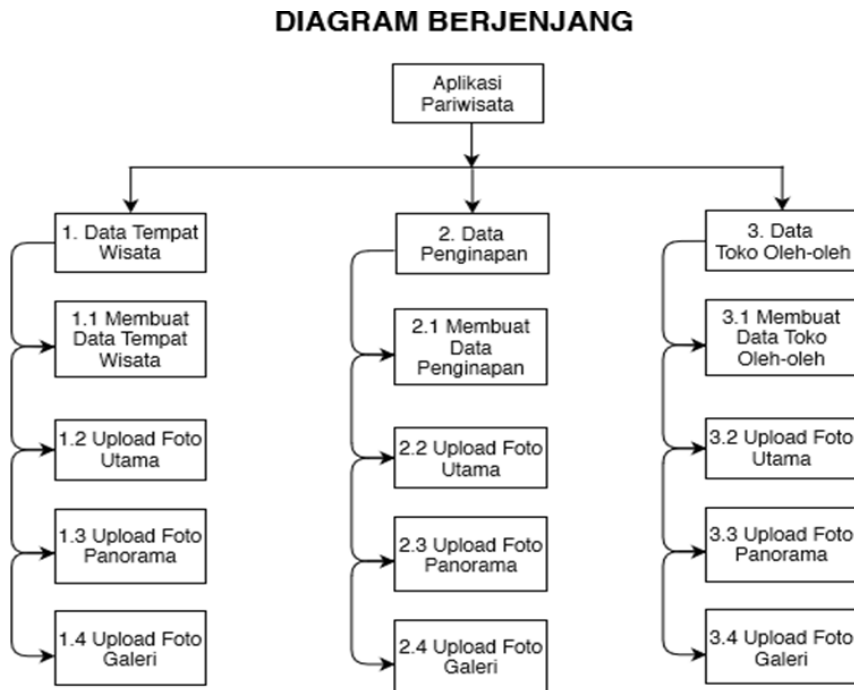 DIAGRAM BERJENJANG
Aplikasi
Pariwisata
1. Data Tempat
Wisata
1.1 Membuat
Data Tempat
Wisata
1.2 Upload Foto
Utama
1.3 Upload Foto
Panorama
1.4 Upload Foto
Galeri
2. Data
Penginapan
2.1 Membuat
Data
Penginapan
2.2 Upload Foto
Utama
2.3 Upload Foto
Panorama
2.4 Upload Foto
Galeri
3. Data
Toko Oleh-oleh
3.1 Membuat
Data Toko
Oleh-oleh
3.2 Upload Foto
Utama
3.3 Upload Foto
Panorama
3.4 Upload Foto
Galeri